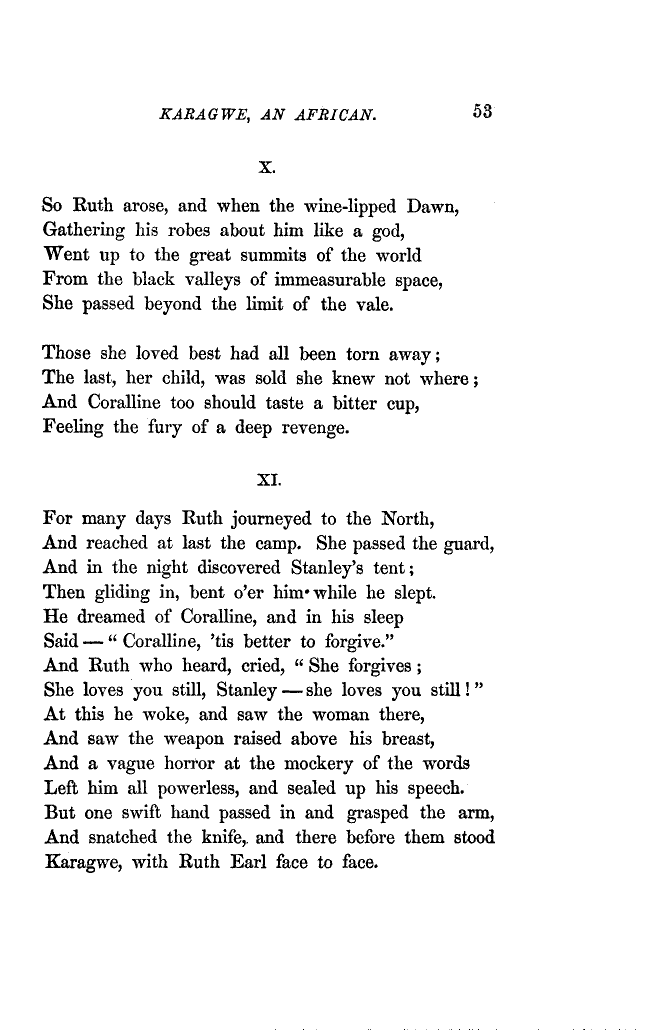 KARAGWE, AN AFRICAN. 53
X.
So Ruth arose, and when the wine-lipped Dawn,
Gathering his robes about him like a god,
Went up to the great summits of the world
From the black valleys of immeasurable space,
She passed beyond the limit of the vale.
Those she loved best had all been torn away;
The last, her child, was sold she knew not where;
And Coralline too should taste a bitter cup,
Feeling the fury of a deep revenge.
XI.
For many days Ruth journeyed to the North,
And reached at last the camp. She passed the guard,
And in the night discovered Stanley's tent;
Then gliding in, bent o'er him while he slept.
He dreamed of Coralline, and in his sleep
Said — “ Coralline, 'tis better to forgive.”
And Ruth who heard, cried, “ She forgives ;
She loves you still, Stanley — she loves you still ! ”
At this he woke, and saw the woman there,
And saw the weapon raised above his breast,
And a vague horror at the mockery of the words
Left him all powerless, and sealed up his speech.
But one swift hand passed in and grasped the arm,
And snatched the knife, and there before them stood
Karagwe, with Ruth Earl face to face.